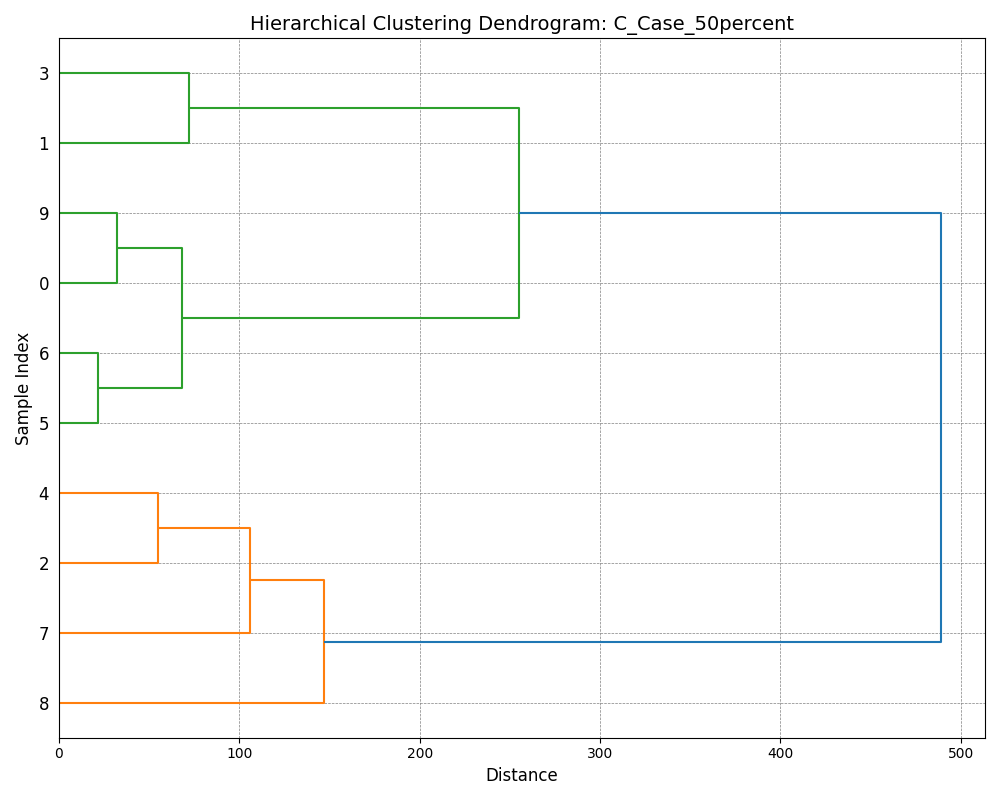 Hierarchical Clustering Dendrogram: C_Case_50percent
3
1
9
0
6
5
4
2
7
8
Sample Index
0 100 200 300 400 500
Distance